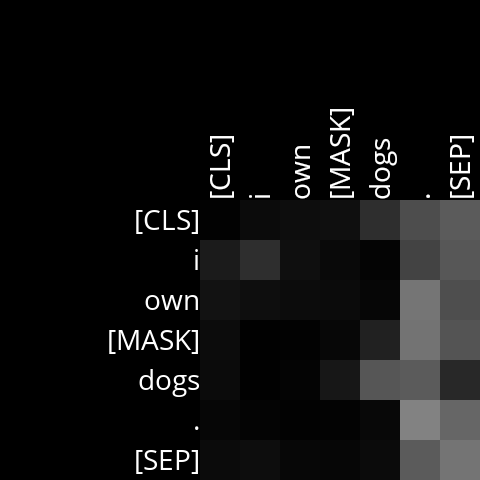 [CLS] i own [MASK] dogs . [SEP]
[CLS]
i
own
[MASK]
dogs
.
[SEP]